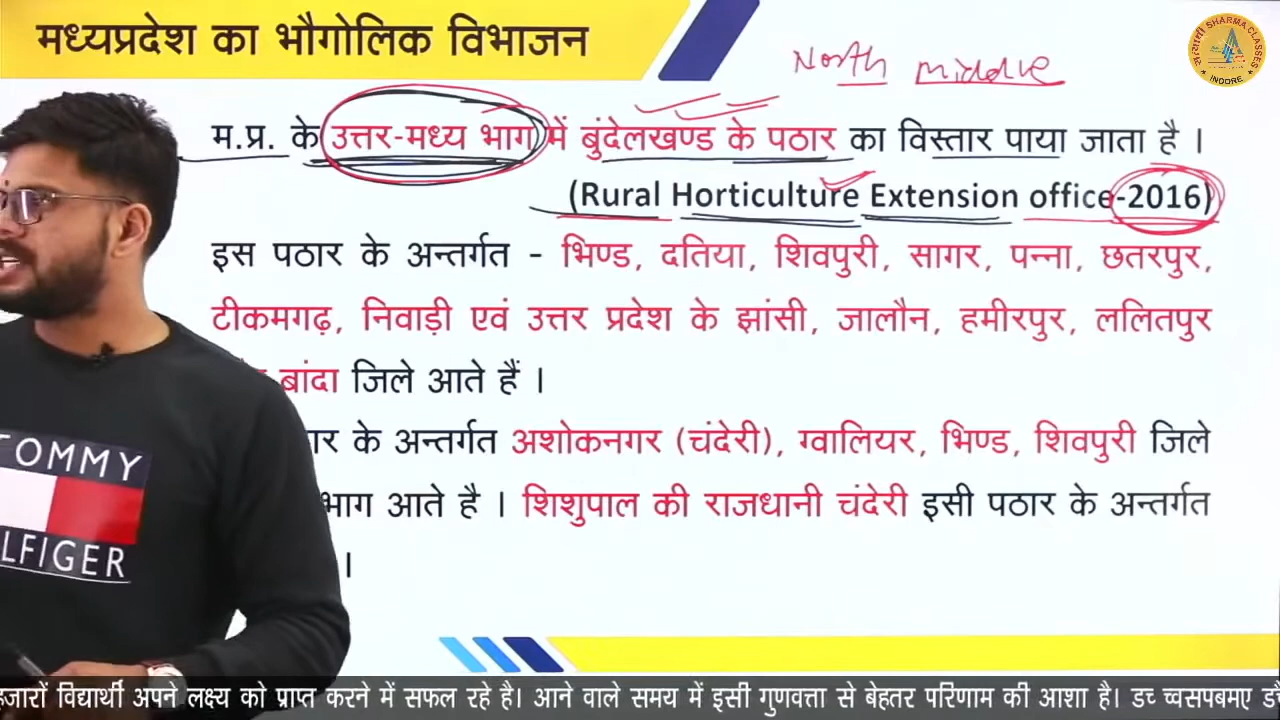 मध्यप्रदेश का भौगोलिक विभाजन
SHARMA CLASSES
INDORE
North Middle
म.प्र. के उत्तर-मध्य भाग में बुंदेलखण्ड के पठार का विस्तार पाया जाता है ।
(Rural Horticulture Extension office-2016)
इस पठार के अन्तर्गत - भिण्ड, दतिया, शिवपुरी, सागर, पन्ना, छतरपुर,
टीकमगढ़, निवाड़ी एवं उत्तर प्रदेश के झांसी, जालौन, हमीरपुर, ललितपुर
बांदा जिले आते हैं ।
के अन्तर्गत अशोकनगर (चंदेरी), ग्वालियर, भिण्ड, शिवपुरी जिले
भाग आते है । शिशुपाल की राजधानी चंदेरी इसी पठार के अन्तर्गत
।
TOMMY
LFIGER
हजारों विद्यार्थी अपने लक्ष्य को प्राप्त करने में सफल रहे है। आने वाले समय में इसी गुणवत्ता से बेहतर परिणाम की आशा है।